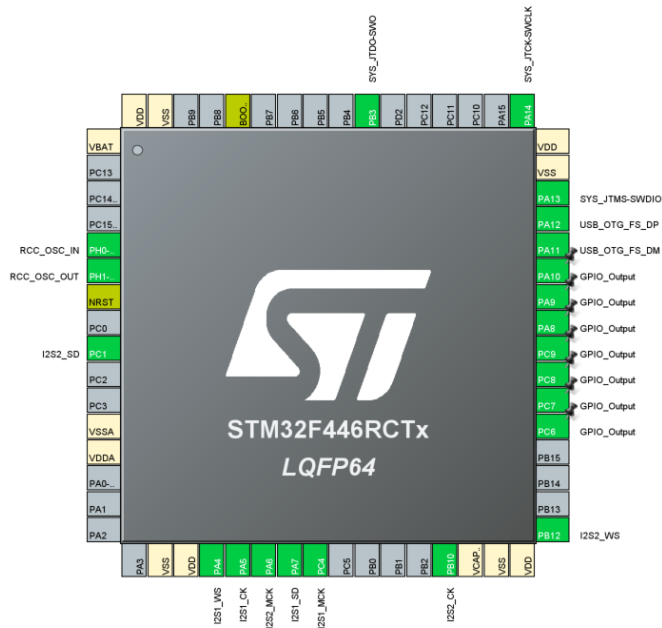 SYS_JTDO-SWO
SYS_JTCK-SWCLK
VDD
VSS
PB9
PB8
BOO..
PB7
PB6
PB5
PB4
PB3
PD2
PC12
PC11
PC10
PA15
PA14
VBAT
PC13
PC14..
PC15..
RCC_OSC_IN PH0-..
RCC_OSC_OUT PH1-..
NRST
PC0
I2S2_SD PC1
PC2
PC3
VSSA
VDDA
PA0-..
PA1
PA2
VDD
VSS
PA13 SYS_JTMS-SWDIO
PA12 USB_OTG_FS_DP
PA11 USB_OTG_FS_DM
PA10 GPIO_Output
PA9 GPIO_Output
PA8 GPIO_Output
PC9 GPIO_Output
PC8 GPIO_Output
PC7 GPIO_Output
PC6 GPIO_Output
PB15
PB14
PB13
PB12 I2S2_WS
ST
STM32F446RCTx
LQFP64
PA3
VSS
VDD
PA4
PA5
PA6
PA7
PC4
PC5
PB0
PB1
PB2
PB10
VCAP..
VSS
VDD
I2S1_WS
I2S1_CK
I2S2_MCK
I2S1_SD
I2S1_MCK
I2S2_CK